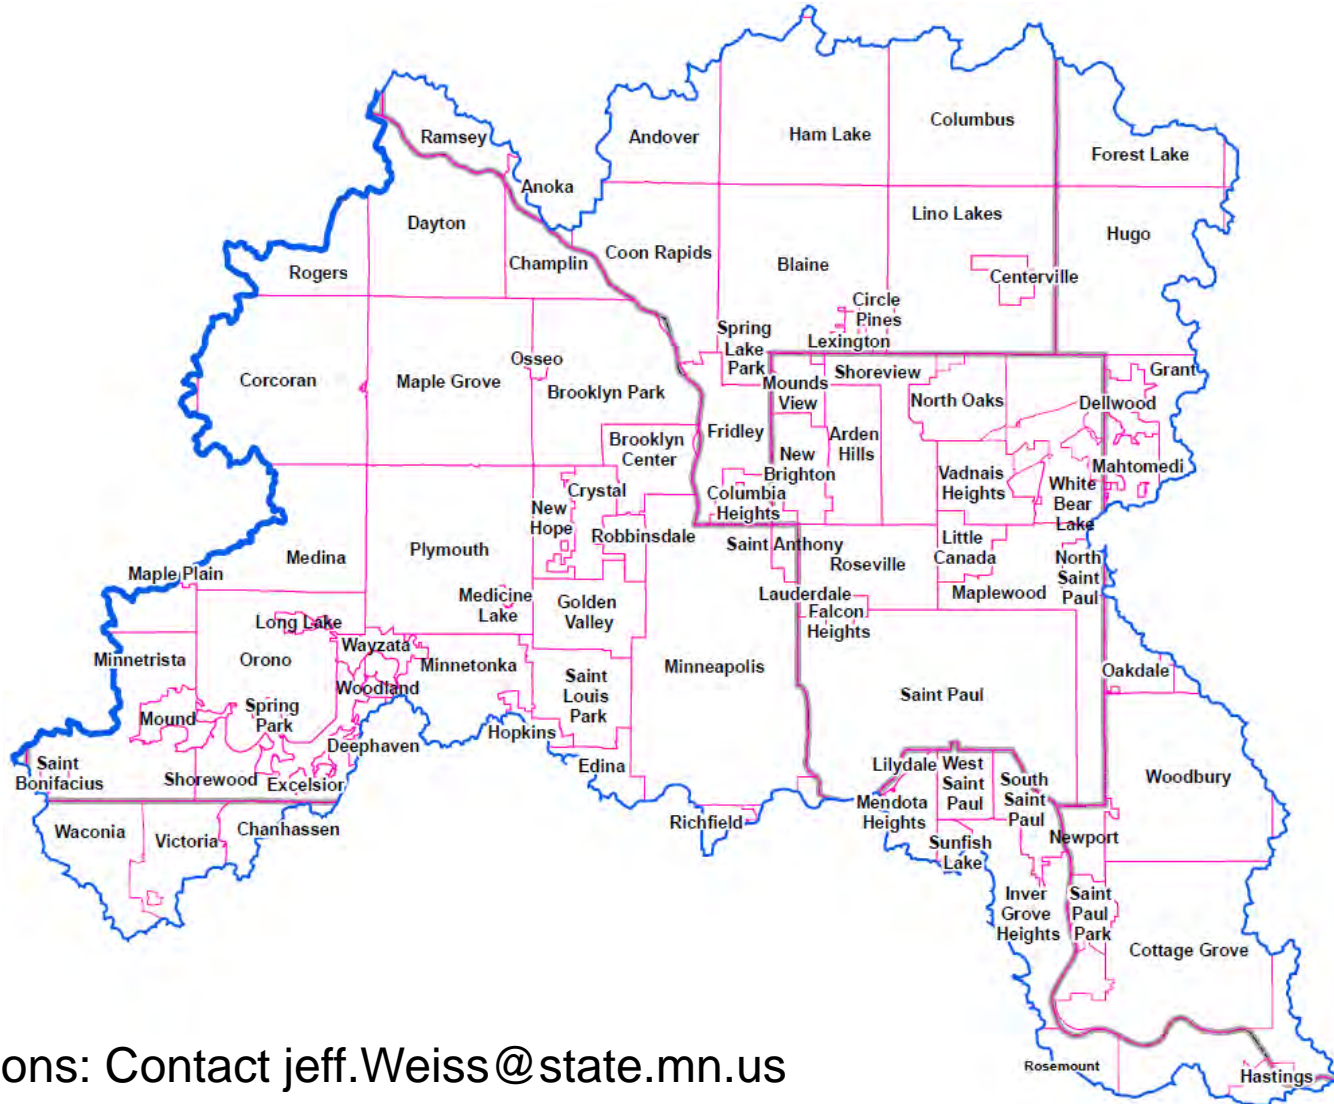 Ramsey
Andover
Ham Lake
Columbus
Forest Lake
Anoka
Dayton
Lino Lakes
Hugo
Rogers
Champlin
Coon Rapids
Blaine
Centerville
Circle
Pines
Spring
Lake
Park
Lexington
Osseo
Corcoran
Maple Grove
Brooklyn Park
Mounds
View
Shoreview
Grant
North Oaks
Dellwood
Brooklyn
Center
Fridley
Arden
Hills
New
Brighton
Vadnais
Heights
Mahtomedi
White
Bear
Lake
Crystal
New
Hope
Columbia
Heights
Robbinsdale
Saint Anthony
Little
Canada
North
Saint
Paul
Medina
Plymouth
Roseville
Maple Plain
Medicine
Lake
Golden
Valley
Lauderdale
Falcon
Heights
Maplewood
Long Lake
Wayzata
Minnetrista
Orono
Minnetonka
Minneapolis
Oakdale
Woodland
Saint
Louis
Park
Saint Paul
Mound
Spring
Park
Hopkins
Deephaven
Edina
Saint
Bonifacius
Shorewood
Excelsior
Lilydale
West
Saint
Paul
South
Saint
Paul
Woodbury
Waconia
Victoria
Chanhassen
Richfield
Mendota
Heights
Sunfish
Lake
Newport
Inver
Grove
Heights
Saint
Paul
Park
Cottage Grove
Rosemount
Hastings
ons: Contact jeff.Weiss@state.mn.us